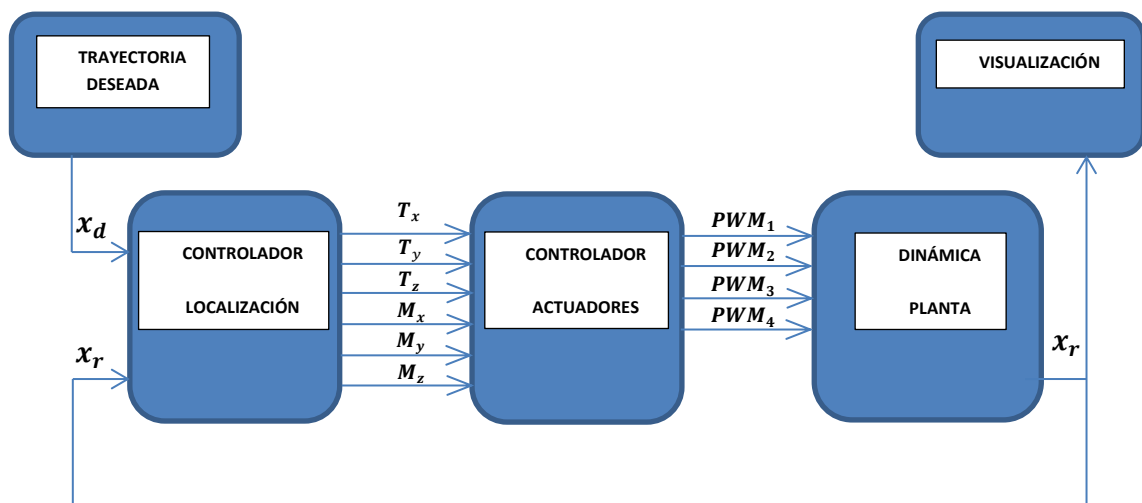 TRAYECTORIA
DESEADA
VISUALIZACIÓN
x_d
CONTROLADOR
LOCALIZACIÓN
T_x
T_y
T_z
M_x
M_y
M_z
CONTROLADOR
ACTUADORES
PWM_1
PWM_2
PWM_3
PWM_4
DINÁMICA
PLANTA
x_r
x_r